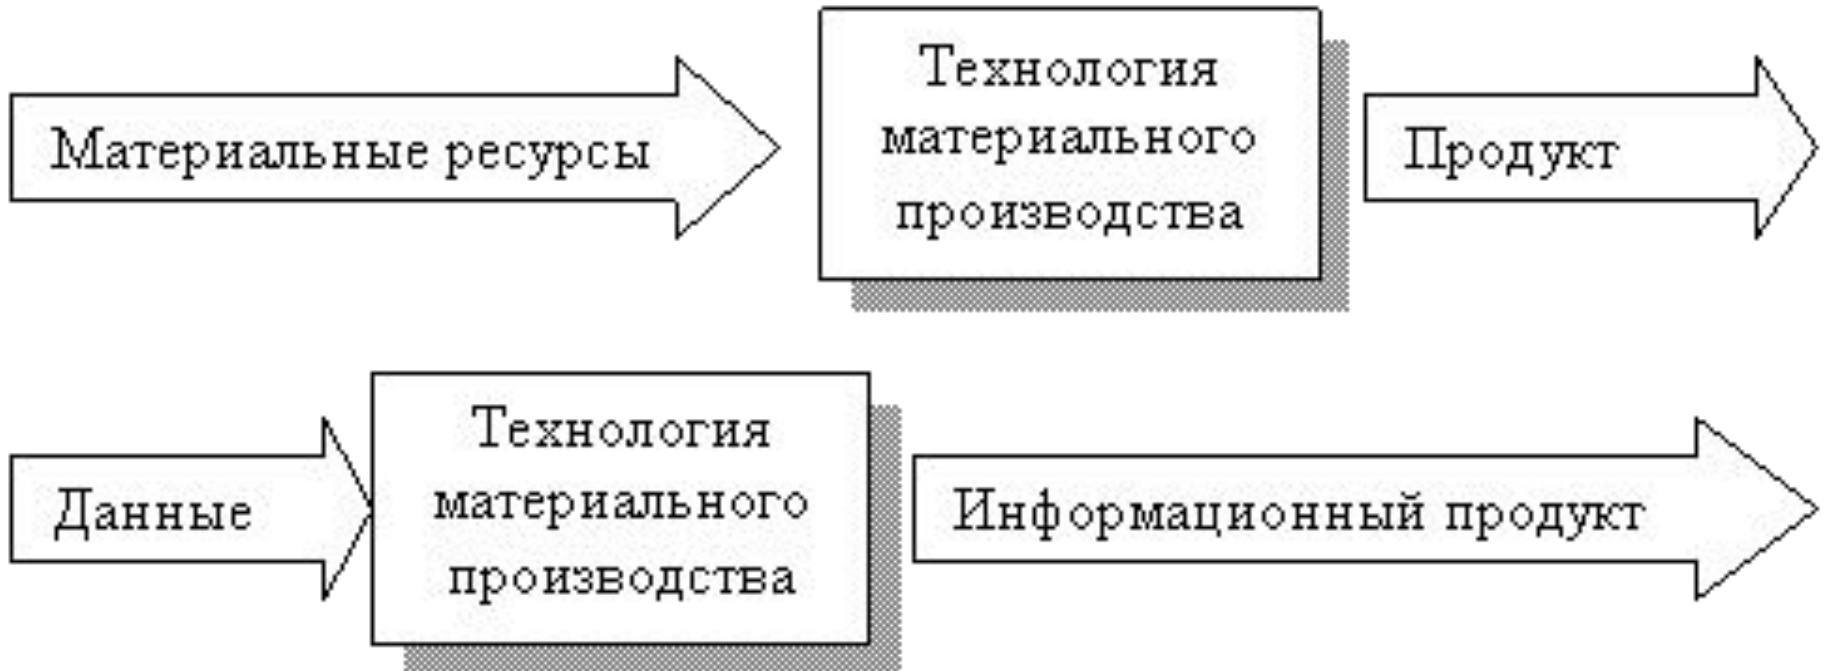 Материальные ресурсы
Технология
материального
производства
Продукт
Данные
Технология
материального
производства
Информационный продукт